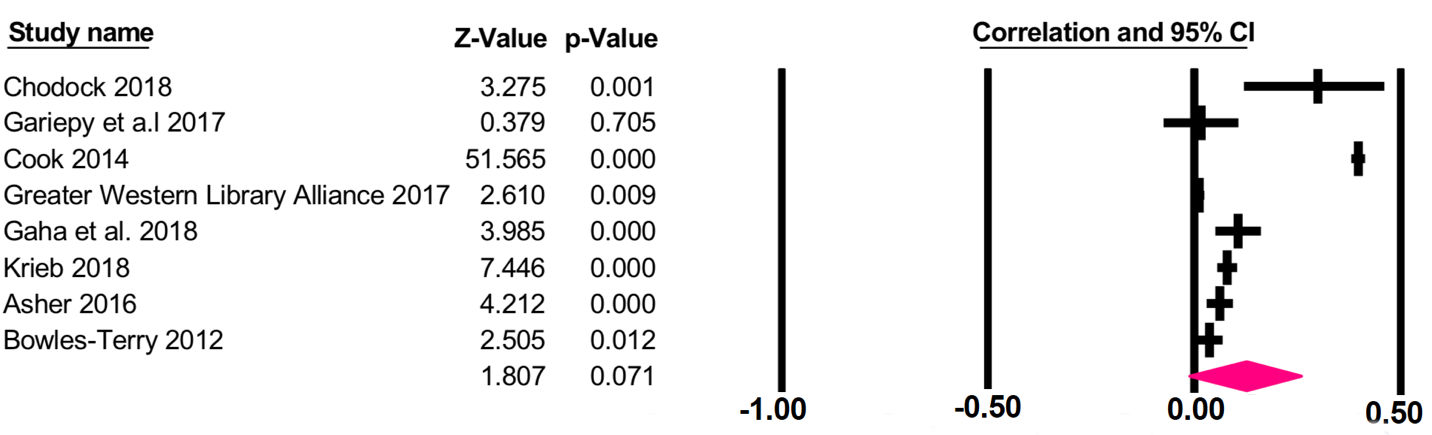 Study name Z-Value p-Value Correlation and 95% CI
Chodock 2018 3.275 0.001
Gariepy et a.l 2017 0.379 0.705
Cook 2014 51.565 0.000
Greater Western Library Alliance 2017 2.610 0.009
Gaha et al. 2018 3.985 0.000
Krieb 2018 7.446 0.000
Asher 2016 4.212 0.000
Bowles-Terry 2012 2.505 0.012
1.807 0.071
-1.00 -0.50 0.00 0.50